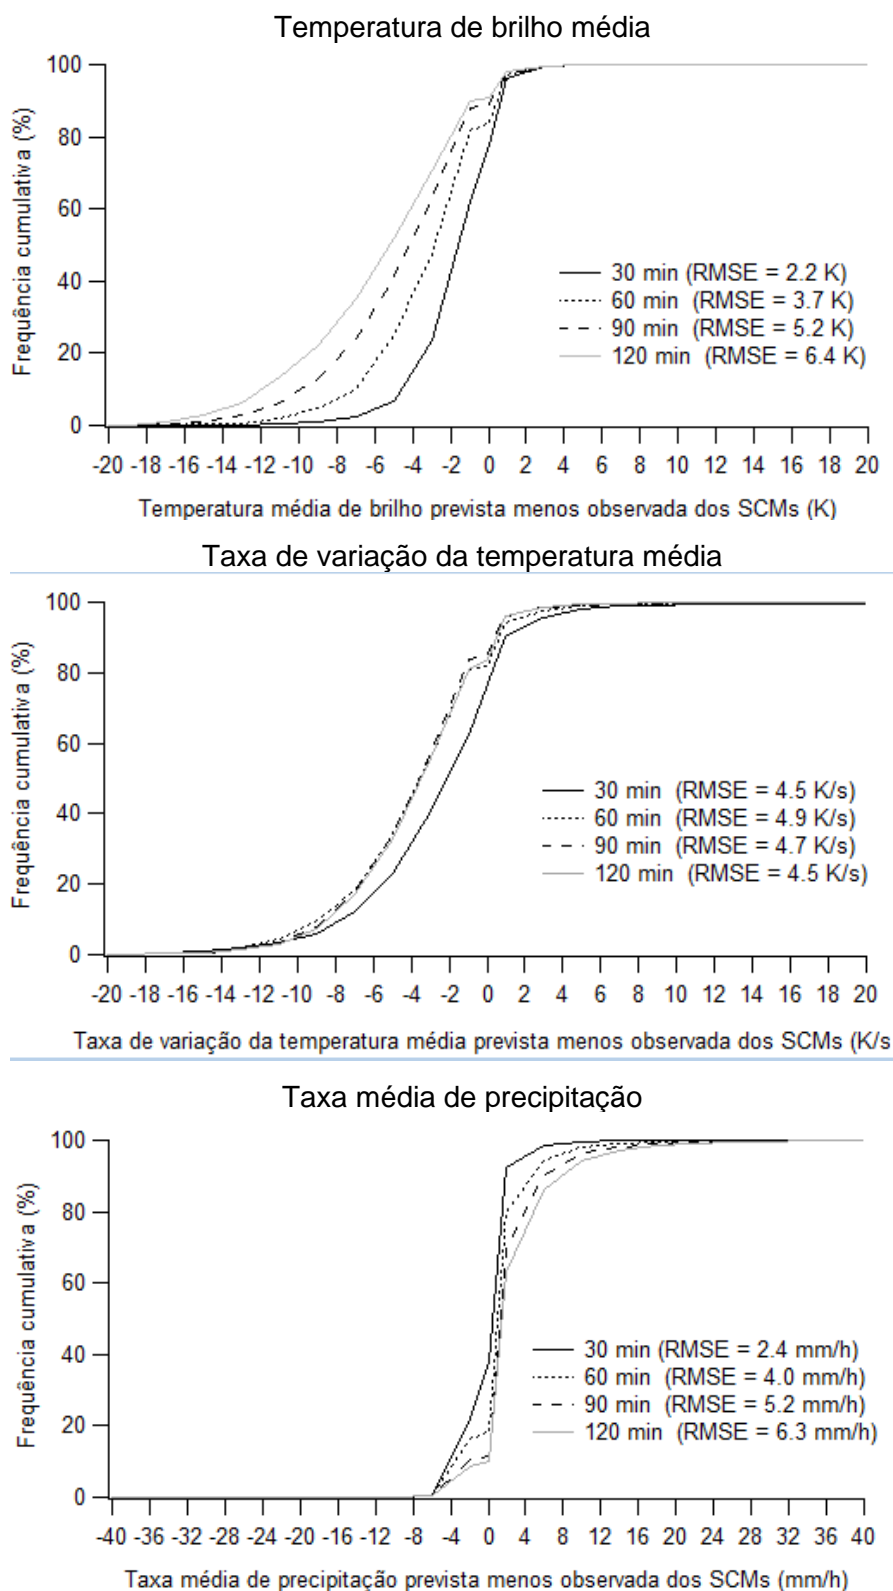 Temperatura de brilho média
100
80
60
40
20
0
Frequência cumulativa (%)
30 min (RMSE = 2.2 K)
60 min (RMSE = 3.7 K)
90 min (RMSE = 5.2 K)
120 min (RMSE = 6.4 K)
-20 -18 -16 -14 -12 -10 -8 -6 -4 -2 0 2 4 6 8 10 12 14 16 18 20
Temperatura média de brilho prevista menos observada dos SCMs (K)
Taxa de variação da temperatura média
100
80
60
40
20
0
Frequência cumulativa (%)
30 min (RMSE = 4.5 K/s)
60 min (RMSE = 4.9 K/s)
90 min (RMSE = 4.7 K/s)
120 min (RMSE = 4.5 K/s)
-20 -18 -16 -14 -12 -10 -8 -6 -4 -2 0 2 4 6 8 10 12 14 16 18 20
Taxa de variação da temperatura média prevista menos observada dos SCMs (K/s
Taxa média de precipitação
100
80
60
40
20
0
Frequência cumulativa (%)
30 min (RMSE = 2.4 mm/h)
60 min (RMSE = 4.0 mm/h)
90 min (RMSE = 5.2 mm/h)
120 min (RMSE = 6.3 mm/h)
-40 -36 -32 -28 -24 -20 -16 -12 -8 -4 0 4 8 12 16 20 24 28 32 36 40
Taxa média de precipitação prevista menos observada dos SCMs (mm/h)